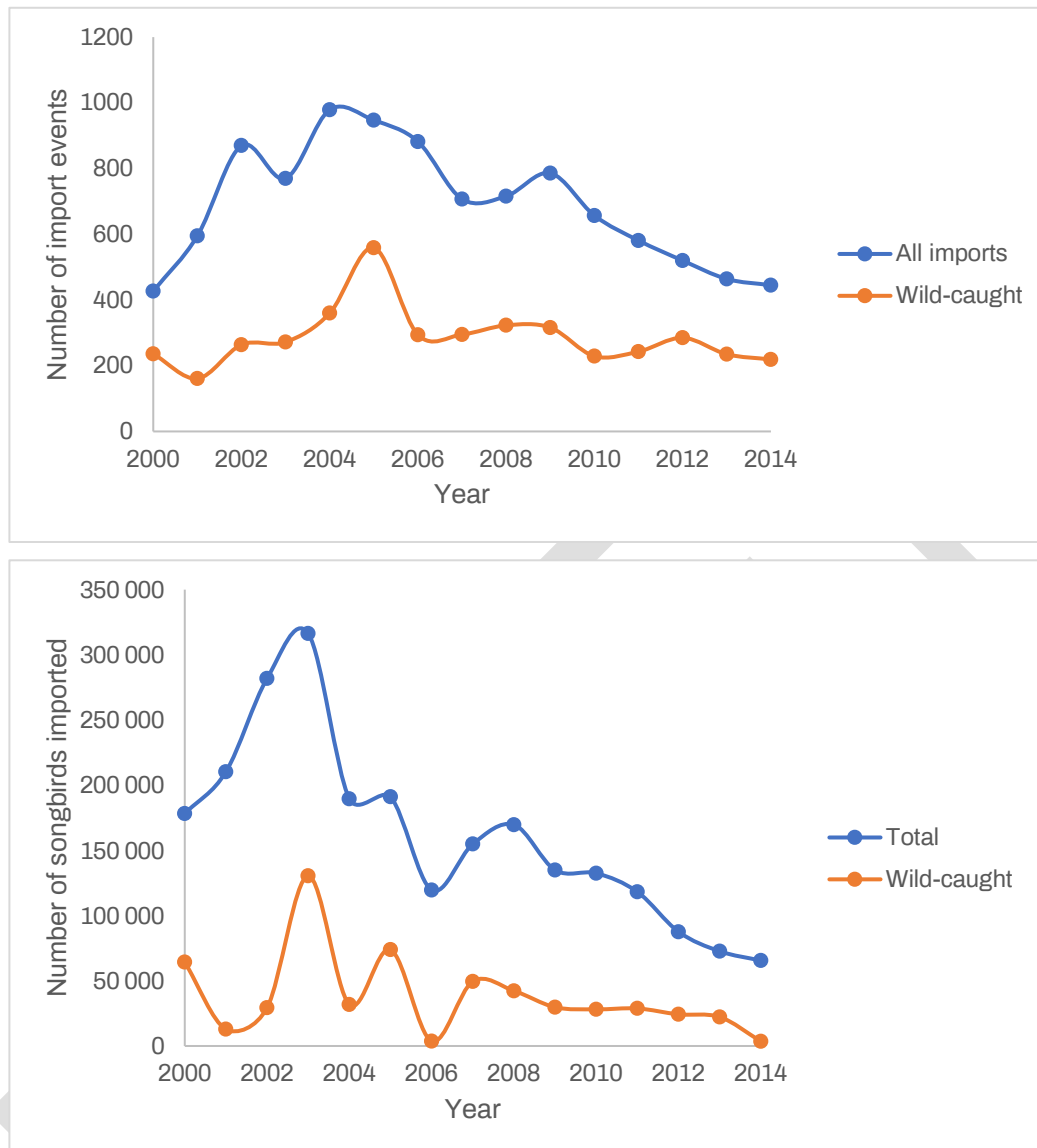 1200
1000
800
600
400
200
0
Number of import events
2000 2002 2004 2006 2008 2010 2012 2014
Year
All imports
Wild-caught
350 000
300 000
250 000
200 000
150 000
100 000
50 000
0
Number of songbirds imported
2000 2002 2004 2006 2008 2010 2012 2014
Year
Total
Wild-caught